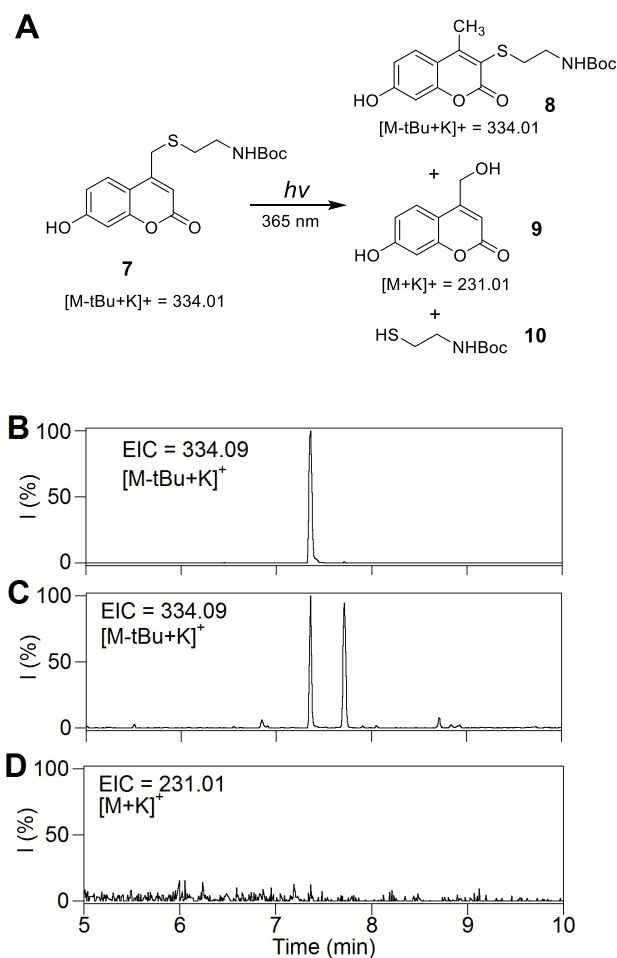 A
CH3
S
NHBoc
HO
O
O
8
[M-tBu+K]+ = 334.01
S
NHBoc
HO
O
O
7
[M-tBu+K]+ = 334.01
hv
365 nm
+
OH
HO
O
O
9
[M+K]+ = 231.01
+
HS
NHBoc
10
B
100
50
0
I (%)
EIC = 334.09
[M-tBu+K]+
C
100
50
0
I (%)
EIC = 334.09
[M-tBu+K]+
D
100
50
0
I (%)
EIC = 231.01
[M+K]+
5 6 7 8 9 10
Time (min)